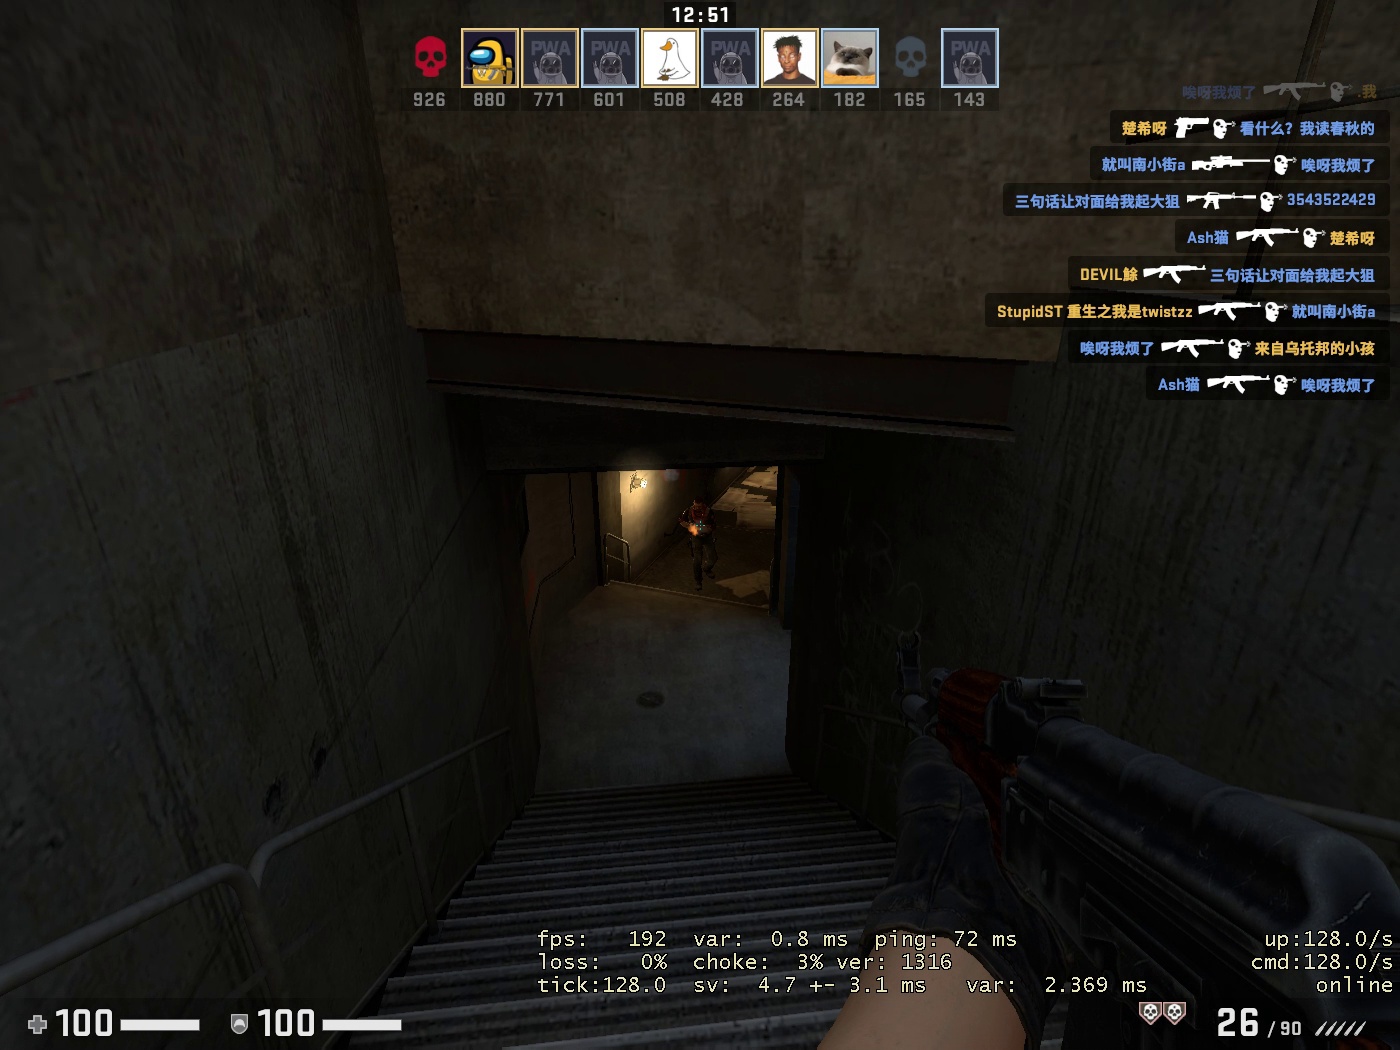 12:51
PWA PWA PWA PWA
926 880 771 601 508 428 264 182 165 143
唉呀我烦了 .我
楚希呀 看什么？我读春秋的
就叫南小街a 唉呀我烦了
三句话让对面给我起大狙 3543522429
Ash猫 楚希呀
DEVIL鯲 三句话让对面给我起大狙
StupidST 重生之我是twistzz 就叫南小街a
唉呀我烦了 来自乌托邦的小孩
Ash猫 唉呀我烦了
fps: 192 var: 0.8 ms ping: 72 ms up:128.0/s
loss: 0% choke: 3% ver: 1316 cmd:128.0/s
tick:128.0 sv: 4.7 +- 3.1 ms var: 2.369 ms online
100 100 26 / 90